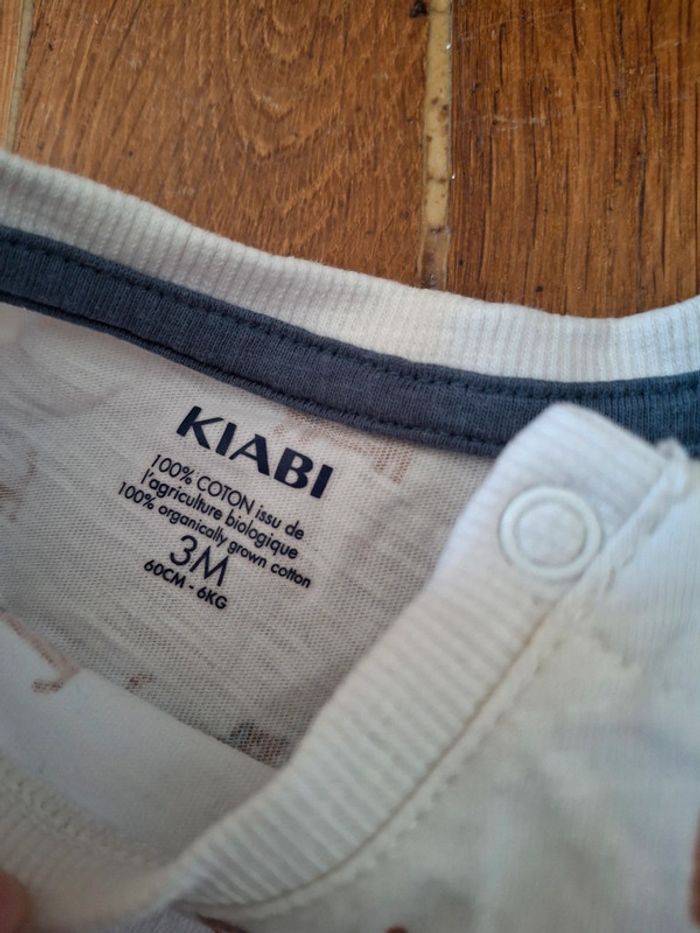 KIABI
100% COTON issu de
l'agriculture biologique
100% organically grown cotton
3M
60CM - 6KG